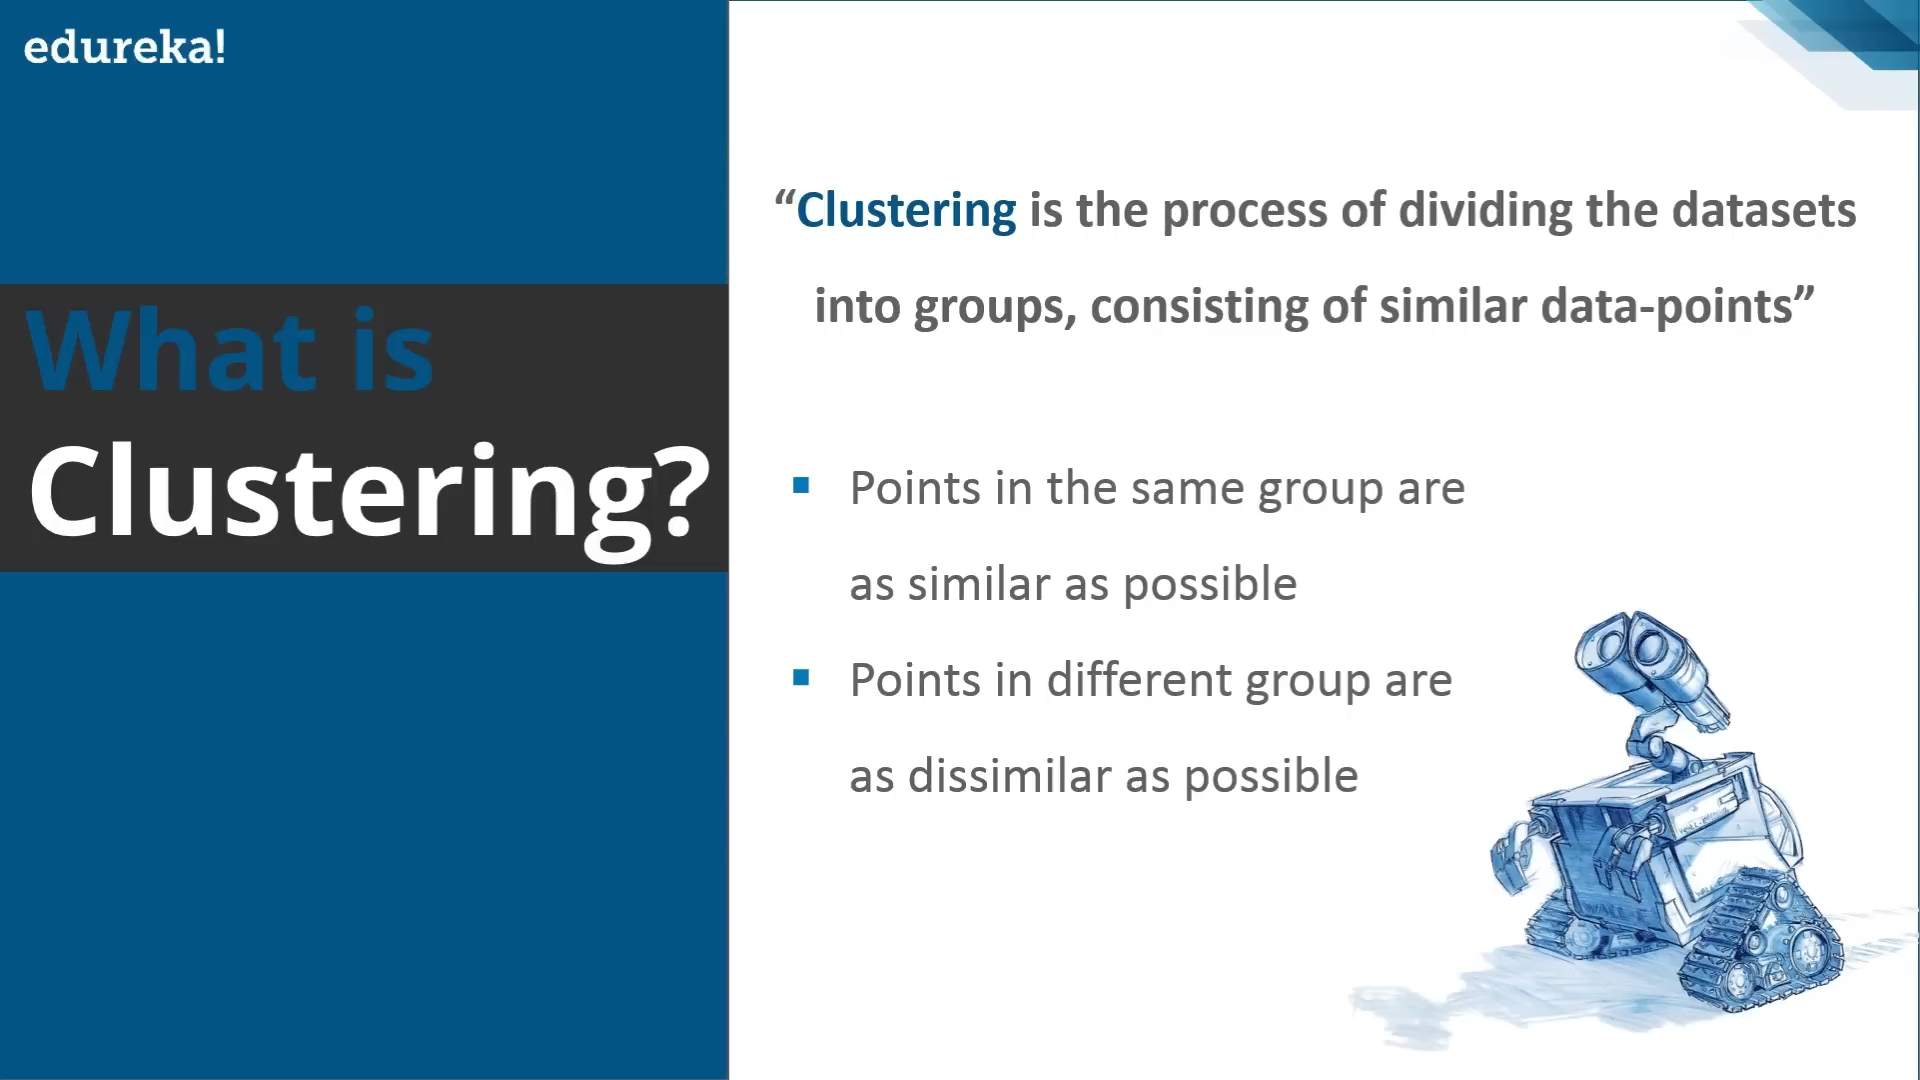 edureka!
What is
Clustering?
“Clustering is the process of dividing the datasets
into groups, consisting of similar data-points”
▪ Points in the same group are
as similar as possible
▪ Points in different group are
as dissimilar as possible
WALL